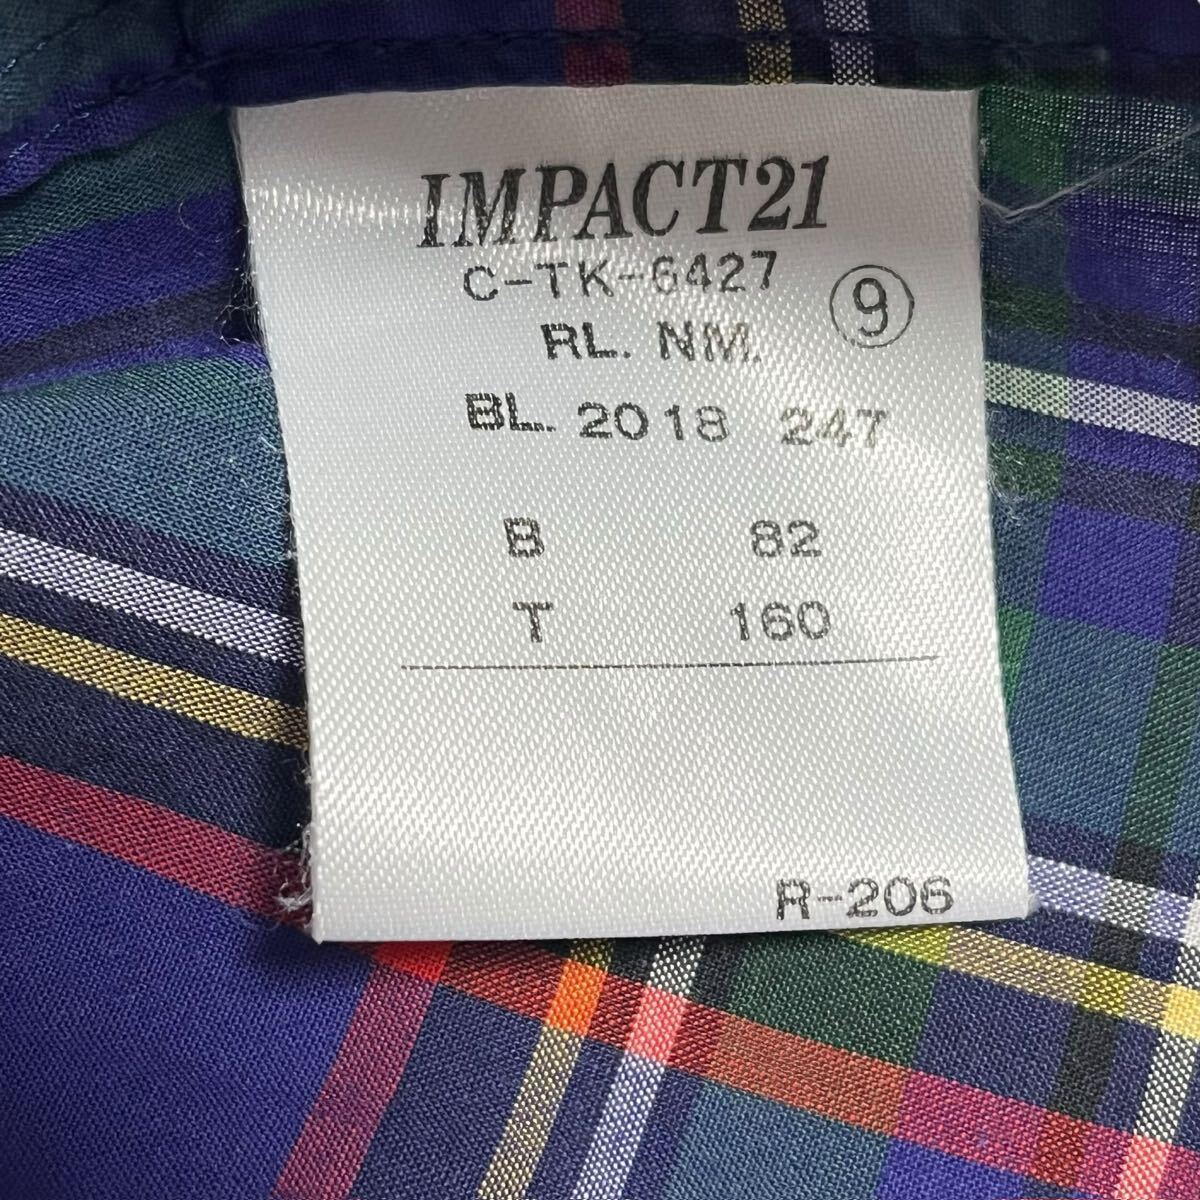 IMPACT21
C-TK-6427
⑨
RL. NM.
BL. 2018 247
B 82
T 160
R-206